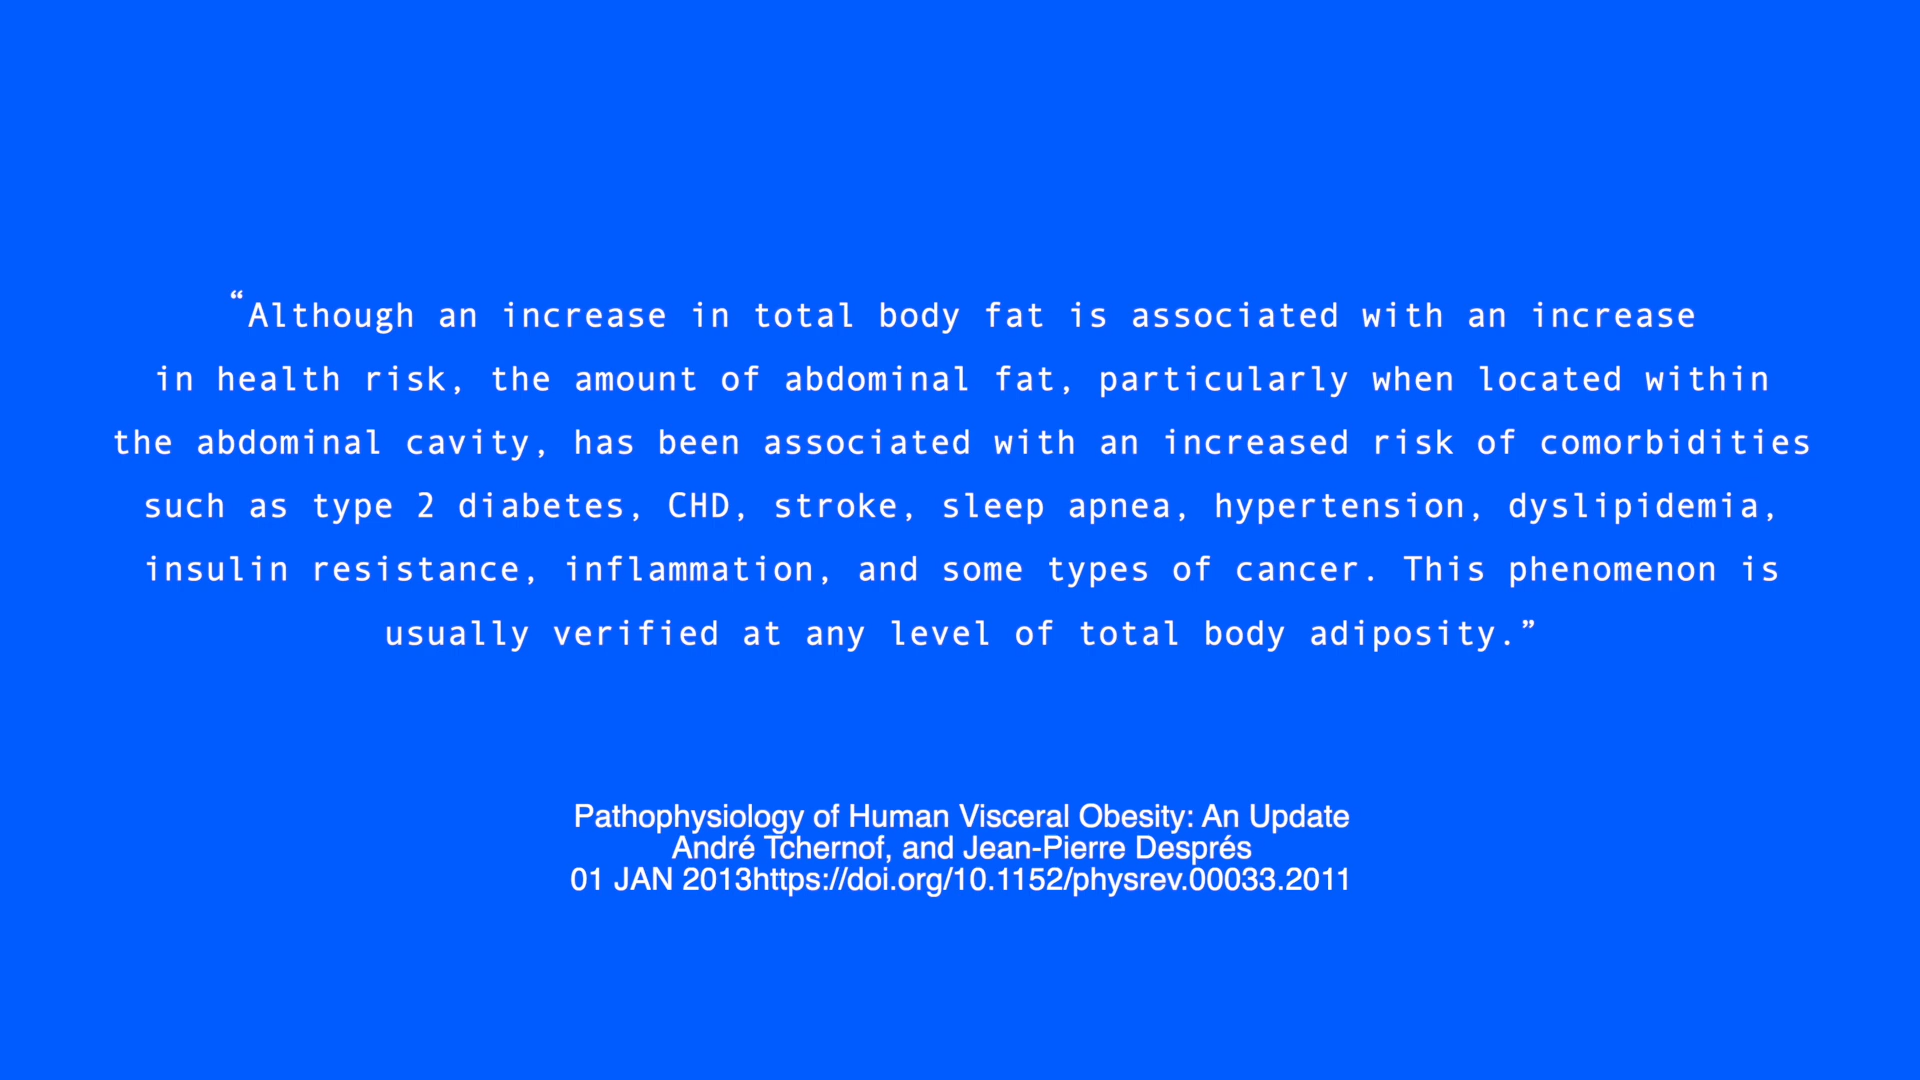 “Although an increase in total body fat is associated with an increase
in health risk, the amount of abdominal fat, particularly when located within
the abdominal cavity, has been associated with an increased risk of comorbidities
such as type 2 diabetes, CHD, stroke, sleep apnea, hypertension, dyslipidemia,
insulin resistance, inflammation, and some types of cancer. This phenomenon is
usually verified at any level of total body adiposity.”
Pathophysiology of Human Visceral Obesity: An Update
André Tchernof, and Jean-Pierre Després
01 JAN 2013https://doi.org/10.1152/physrev.00033.2011